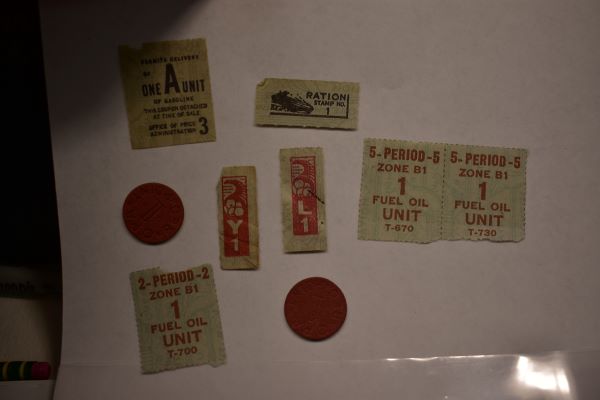 PERMITS DELIVERY
OF
ONE A UNIT
OF GASOLINE
THIS COUPON DETACHED
AT TIME OF SALE
OFFICE OF PRICE
ADMINISTRATION 3
RATION
STAMP NO.
1
5-PERIOD-5
ZONE B1
1
FUEL OIL
UNIT
T-670
5-PERIOD-5
ZONE B1
1
FUEL OIL
UNIT
T-730
Y1
L1
2-PERIOD-2
ZONE B1
1
FUEL OIL
UNIT
T-700